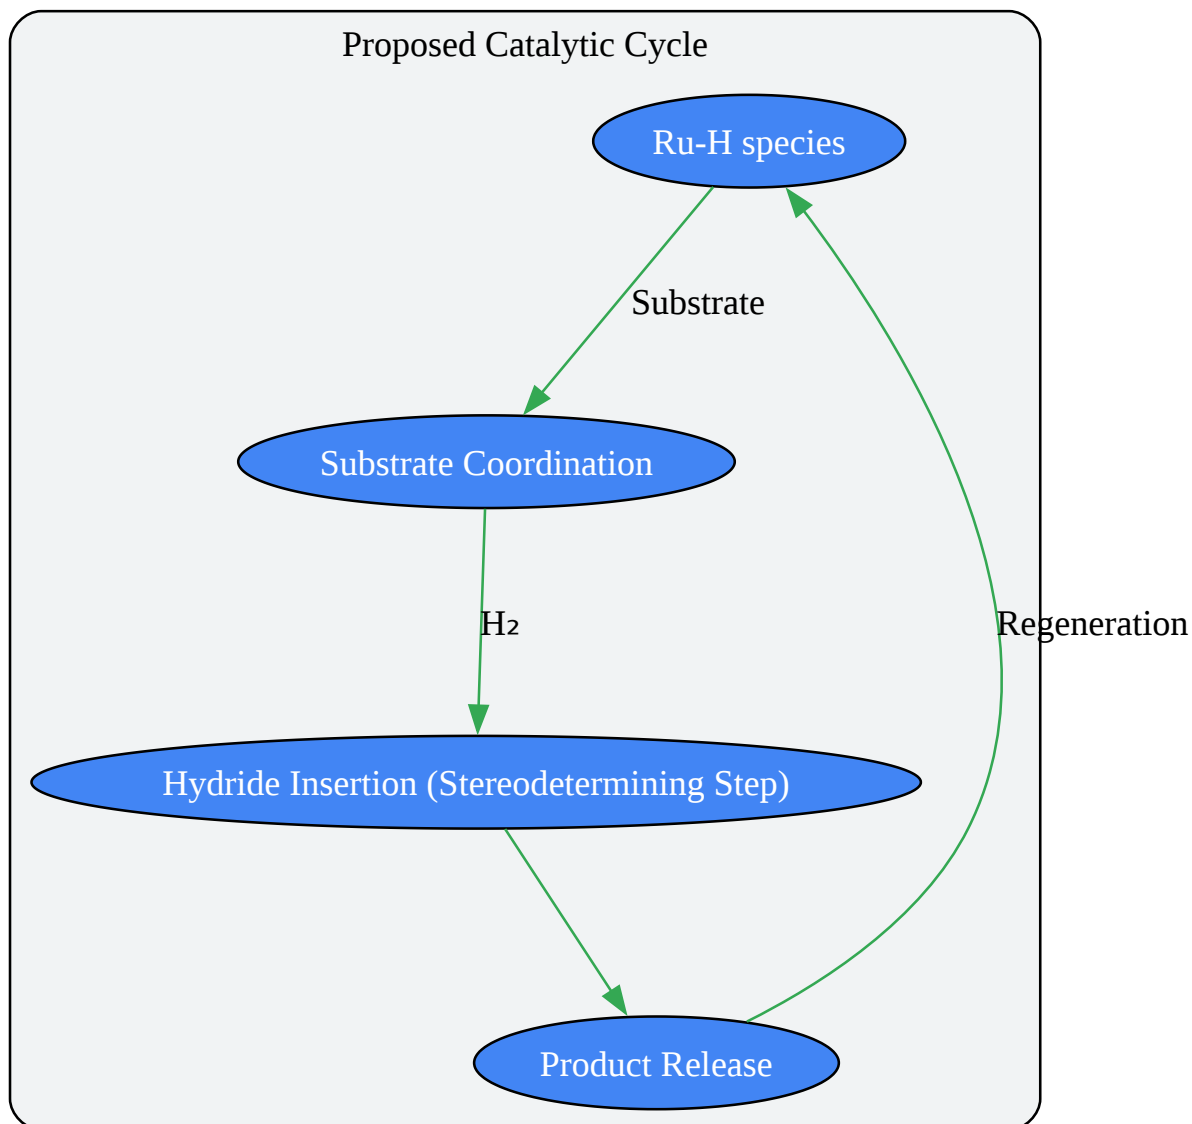 Proposed Catalytic Cycle
Ru-H species
Substrate
Substrate Coordination
H₂
Regeneration
Hydride Insertion (Stereodetermining Step)
Product Release